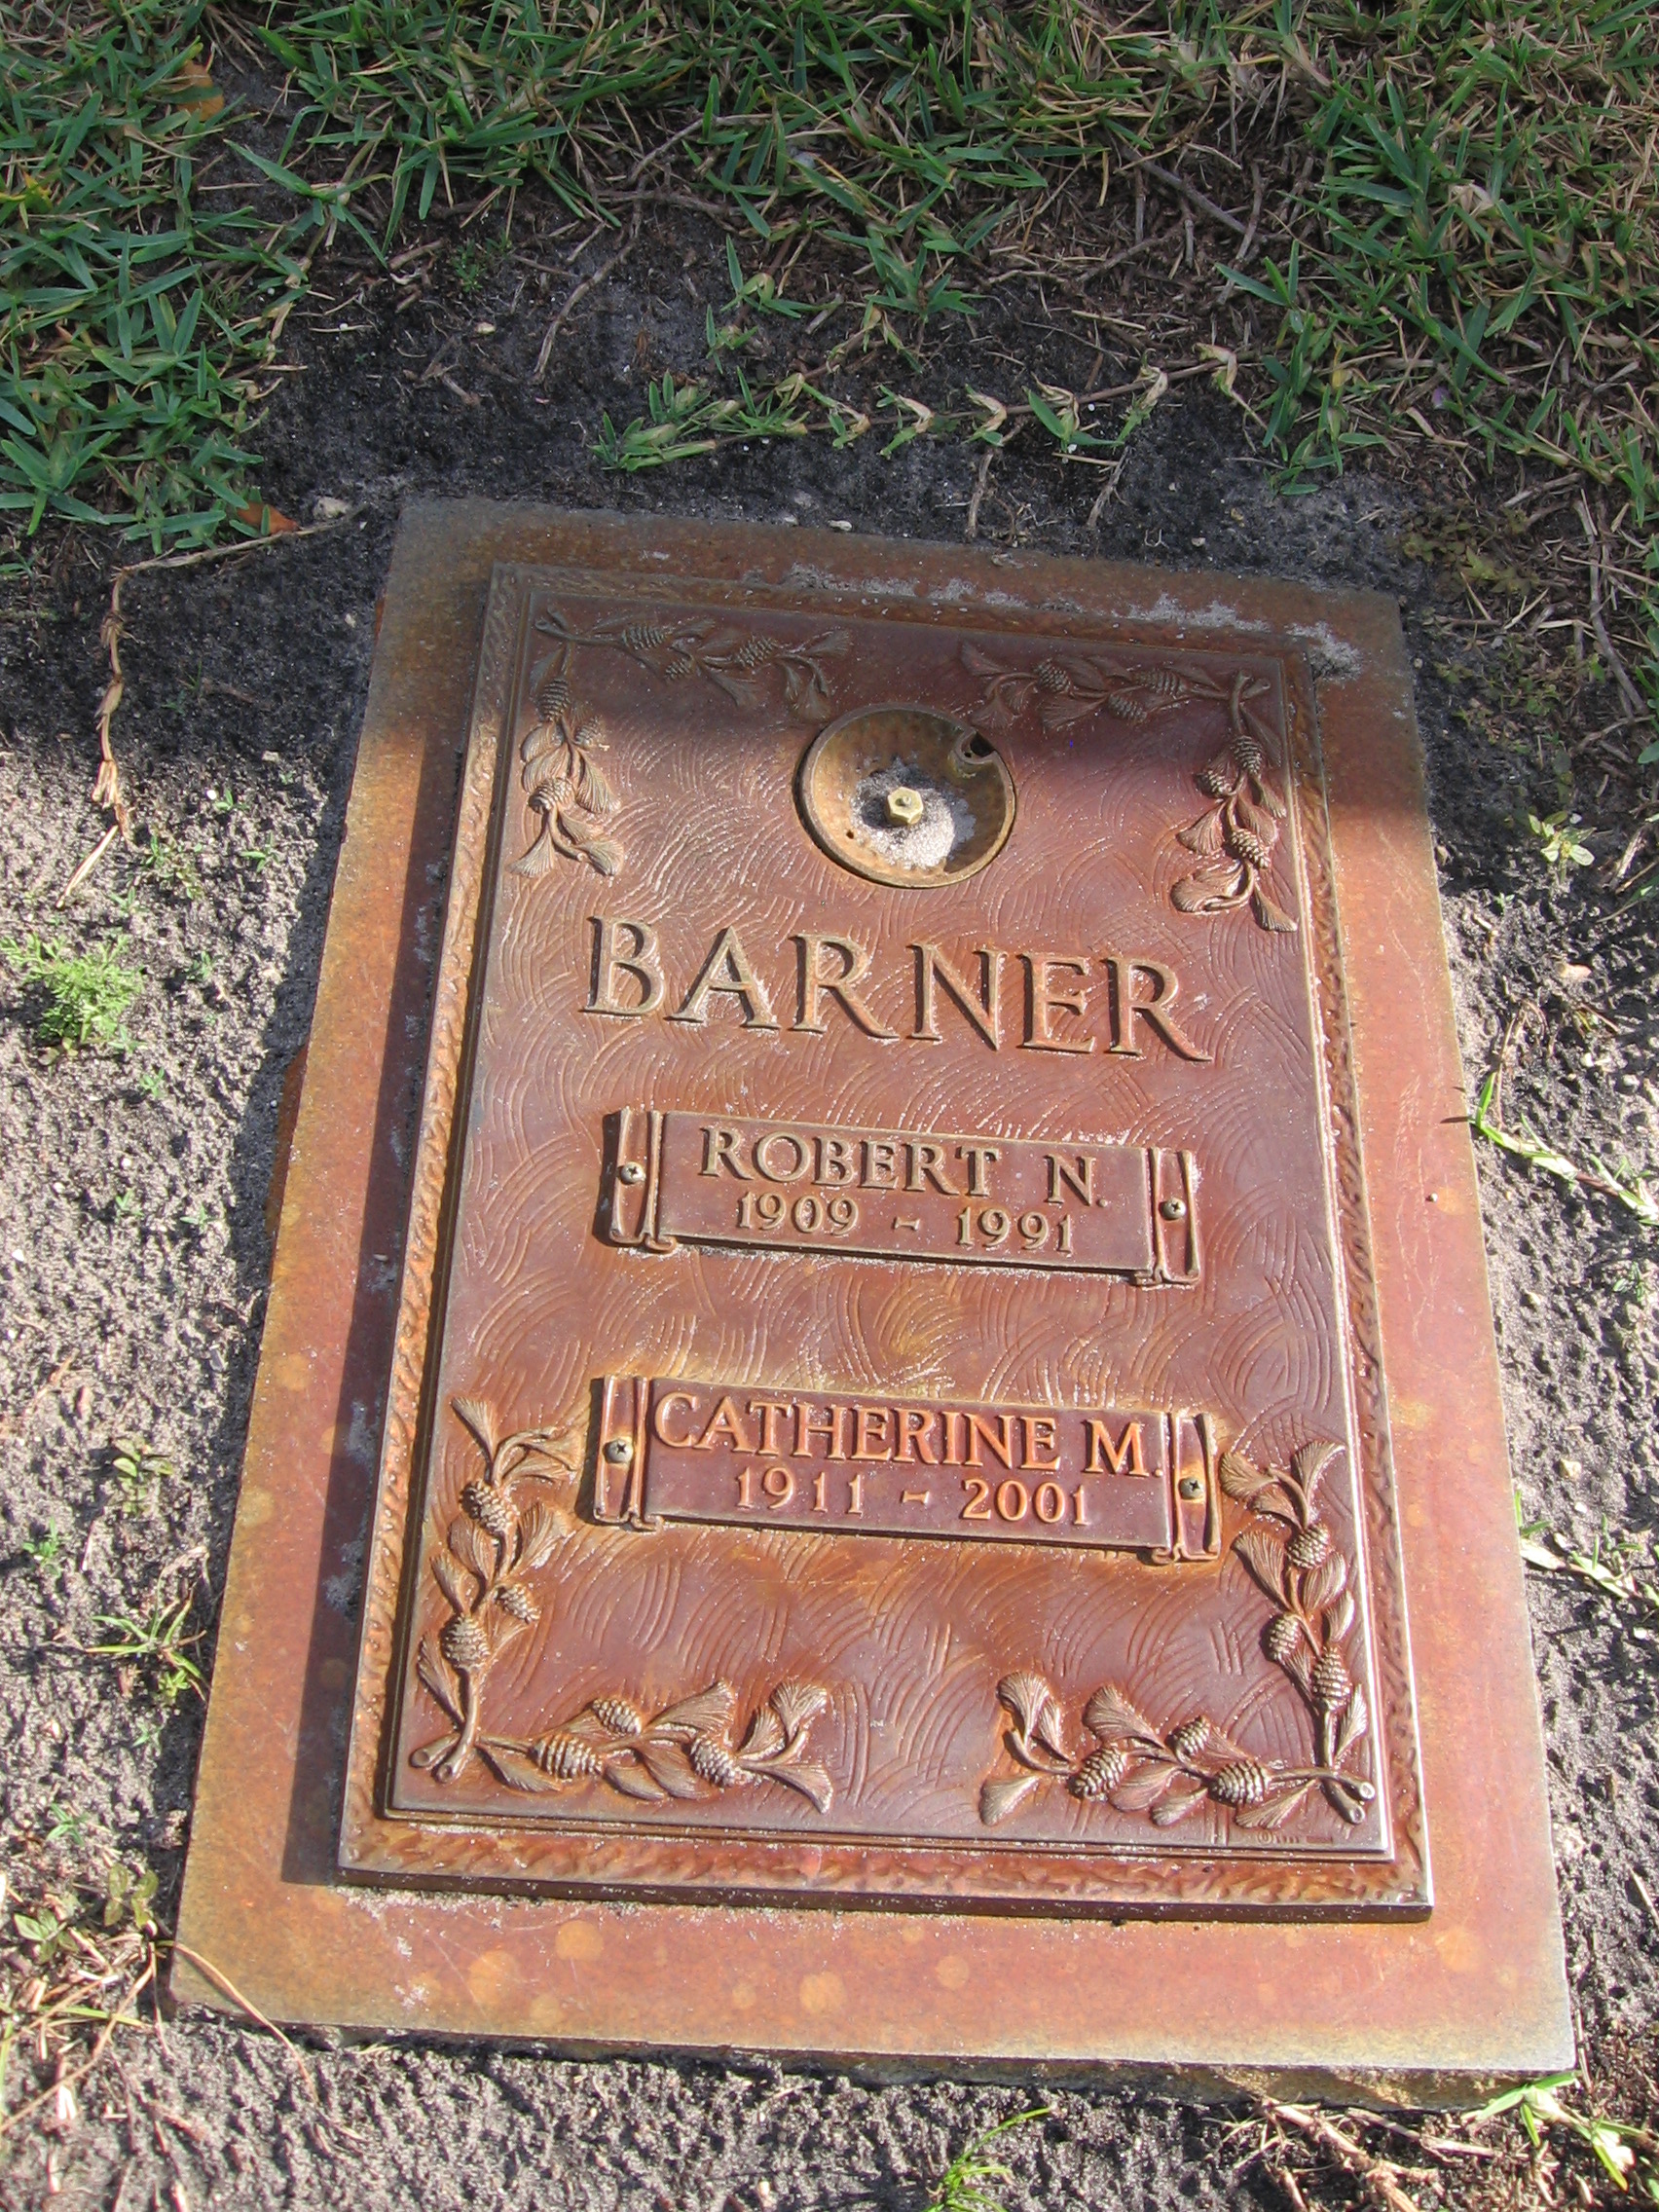 BARNER
ROBERT N.
1909 - 1991
CATHERINE M.
1911 - 2001